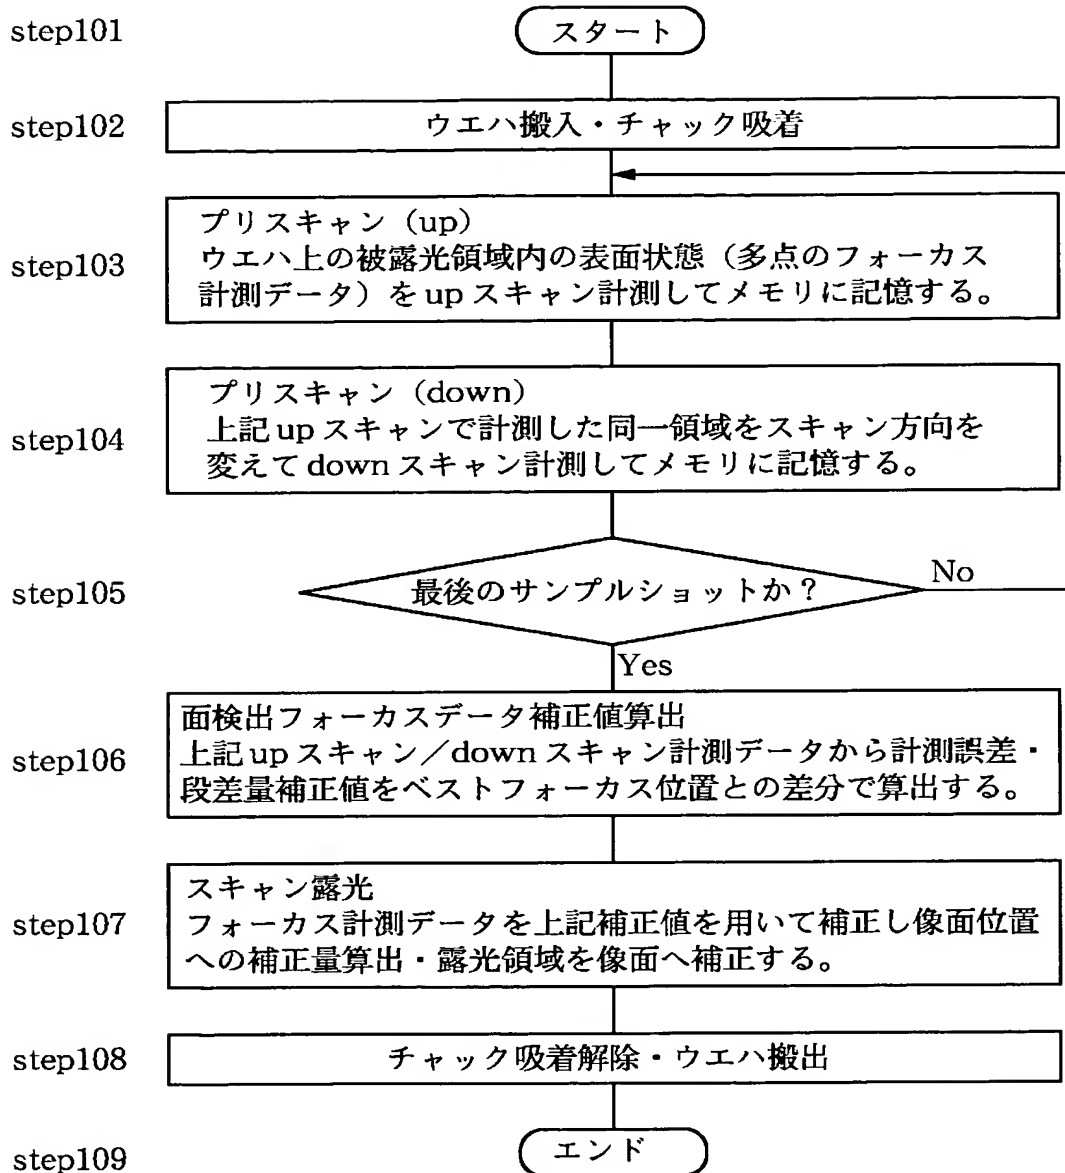 step101
スタート
step102
ウエハ搬入・チャック吸着
step103
プリスキャン（up）
ウエハ上の被露光領域内の表面状態（多点のフォーカス
計測データ）をupスキャン計測してメモリに記憶する。
step104
プリスキャン（down）
上記upスキャンで計測した同一領域をスキャン方向を
変えてdownスキャン計測してメモリに記憶する。
step105
最後のサンプルショットか？
No
Yes
step106
面検出フォーカスデータ補正値算出
上記upスキャン／downスキャン計測データから計測誤差・
段差量補正値をベストフォーカス位置との差分で算出する。
step107
スキャン露光
フォーカス計測データを上記補正値を用いて補正し像面位置
への補正量算出・露光領域を像面へ補正する。
step108
チャック吸着解除・ウエハ搬出
step109
エンド